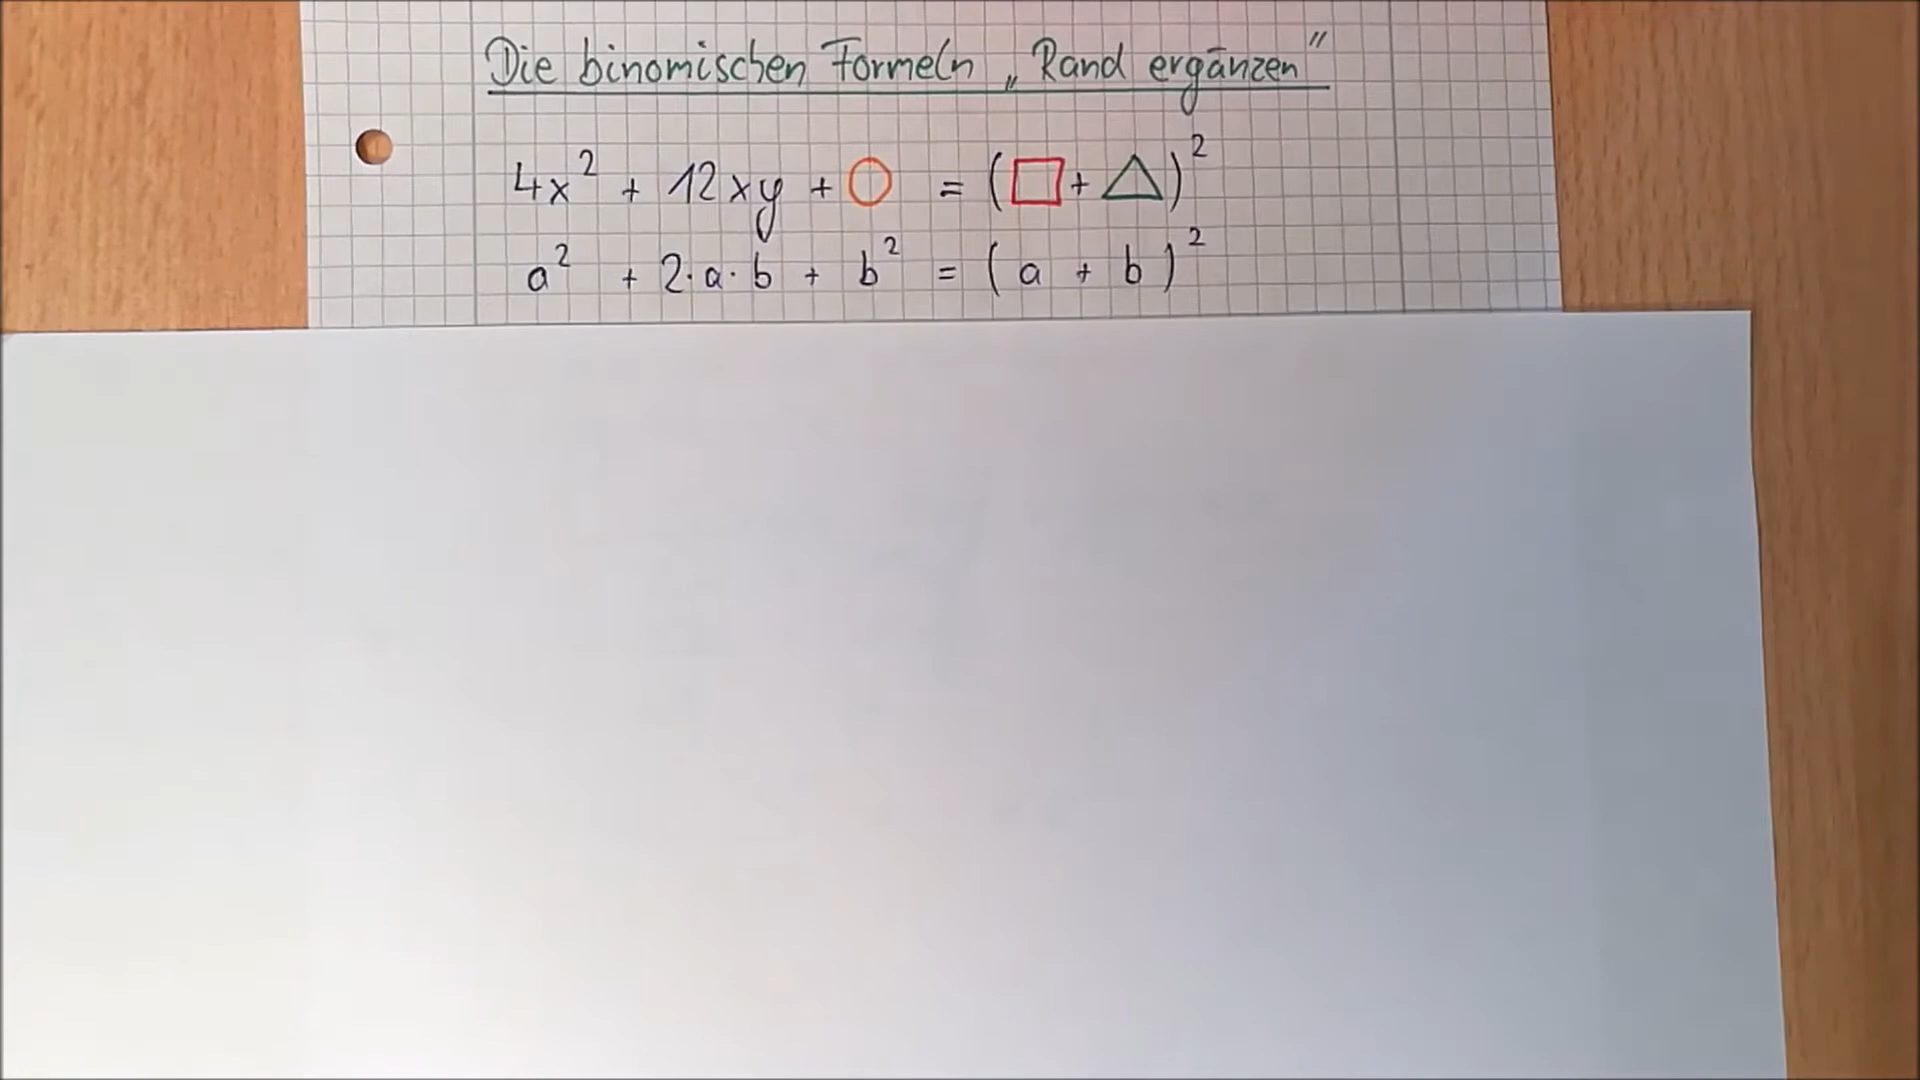 Die binomischen Formeln „Rand ergänzen"
4x² + 12xy + ○ = (□ + △)²
a² + 2·a·b + b² = (a + b)²